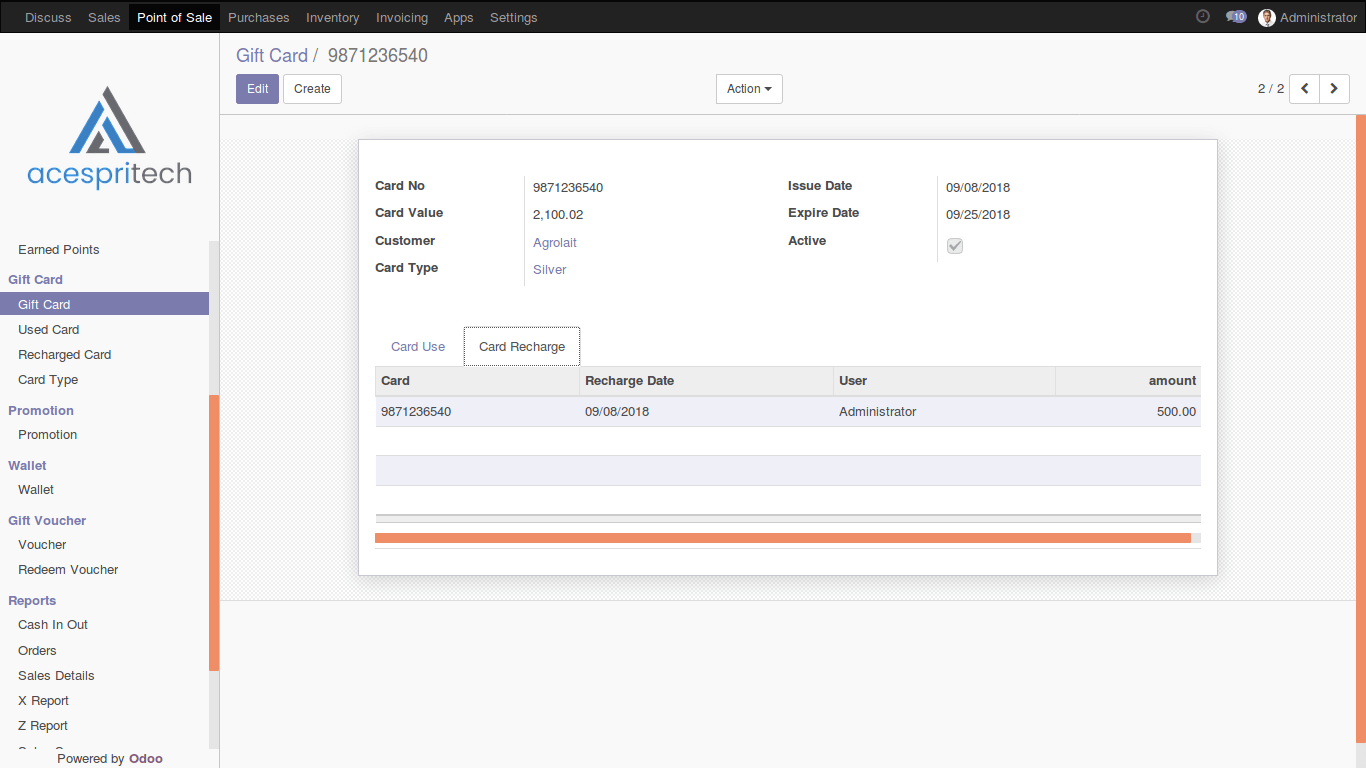 Discuss Sales Point of Sale Purchases Inventory Invoicing Apps Settings 10 Administrator
acespritech
Earned Points
Gift Card
Gift Card
Used Card
Recharged Card
Card Type
Promotion
Promotion
Wallet
Wallet
Gift Voucher
Voucher
Redeem Voucher
Reports
Cash In Out
Orders
Sales Details
X Report
Z Report
Powered by Odoo
Gift Card / 9871236540
Edit Create Action 2 / 2
Card No 9871236540
Card Value 2,100.02
Customer Agrolait
Card Type Silver
Issue Date 09/08/2018
Expire Date 09/25/2018
Active
Card Use Card Recharge
Card Recharge Date User amount
9871236540 09/08/2018 Administrator 500.00